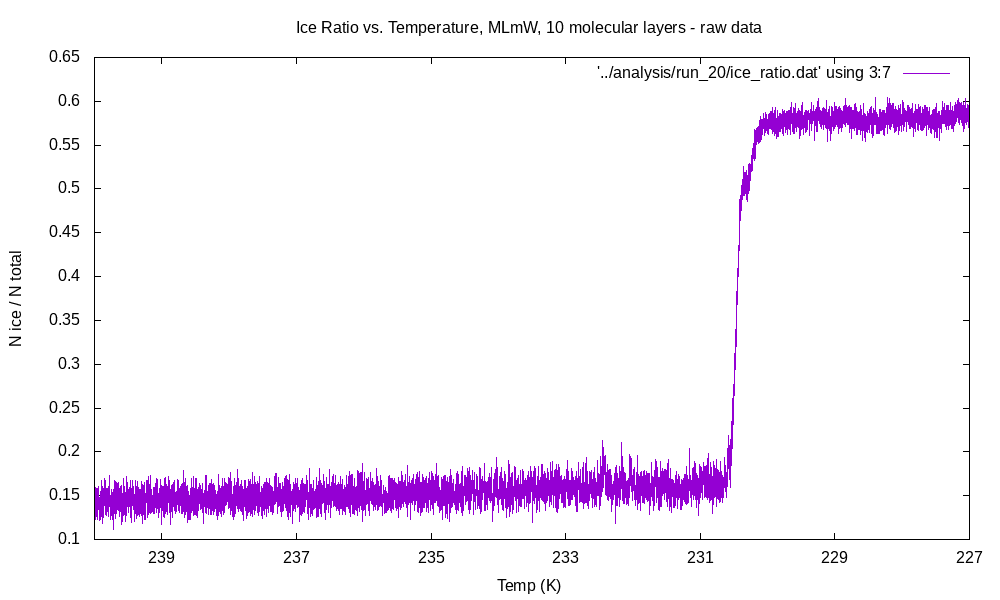 Ice Ratio vs. Temperature, MLmW, 10 molecular layers - raw data
'../analysis/run_20/ice_ratio.dat' using 3:7
0.65
0.6
0.55
0.5
0.45
0.4
0.35
0.3
0.25
0.2
0.15
0.1
N ice / N total
239 237 235 233 231 229 227
Temp (K)